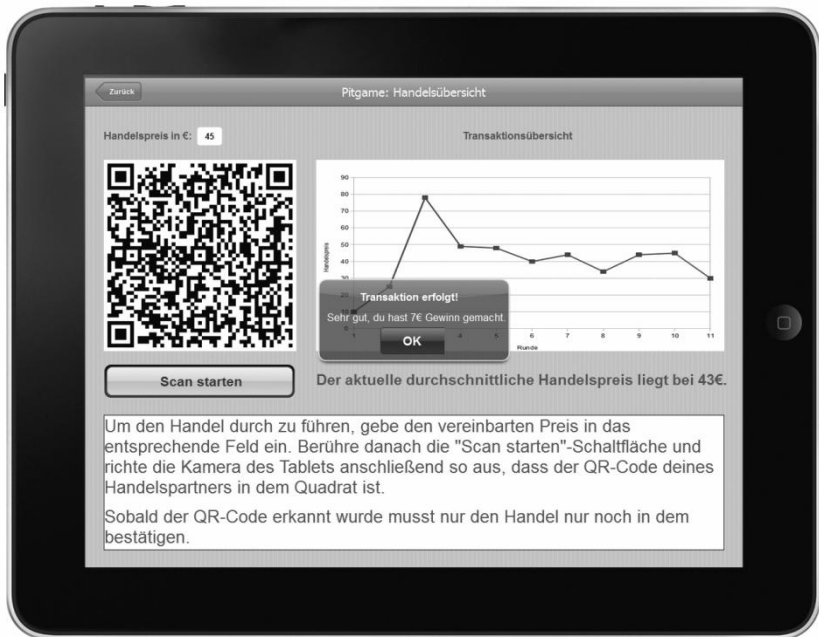 Zurück
Pitgame: Handelsübersicht
Handelspreis in €: 45
Transaktionsübersicht
90
80
70
60
50
40
30
20
10
0
Handelspreis
1
4
5
6
7
8
9
10
11
Runde
Transaktion erfolgt!
Sehr gut, du hast 7€ Gewinn gemacht.
OK
Scan starten
Der aktuelle durchschnittliche Handelspreis liegt bei 43€.
Um den Handel durch zu führen, gebe den vereinbarten Preis in das
entsprechende Feld ein. Berühre danach die "Scan starten"-Schaltfläche und
richte die Kamera des Tablets anschließend so aus, dass der QR-Code deines
Handelspartners in dem Quadrat ist.
Sobald der QR-Code erkannt wurde musst nur den Handel nur noch in dem
bestätigen.